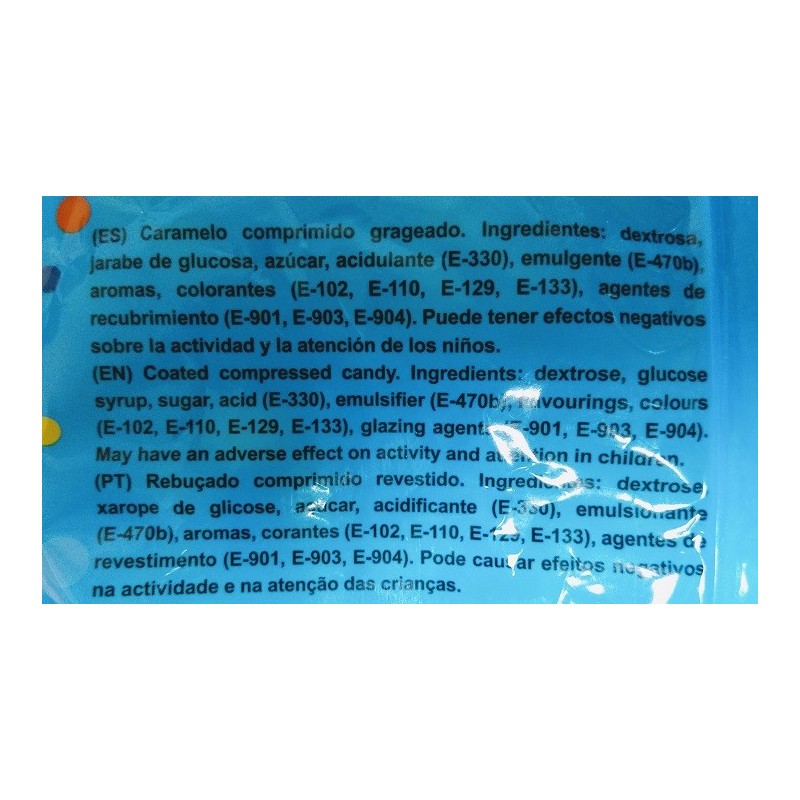 (ES) Caramelo comprimido grageado. Ingredientes: dextrosa,
jarabe de glucosa, azúcar, acidulante (E-330), emulgente (E-470b),
aromas, colorantes (E-102, E-110, E-129, E-133), agentes de
recubrimiento (E-901, E-903, E-904). Puede tener efectos negativos
sobre la actividad y la atención de los niños.
(EN) Coated compressed candy. Ingredients: dextrose, glucose
syrup, sugar, acid (E-330), emulsifier (E-470b), flavourings, colours
(E-102, E-110, E-129, E-133), glazing agent (E-901, E-903, E-904).
May have an adverse effect on activity and attention in children.
(PT) Rebuçado comprimido revestido. Ingredientes: dextrose
xarope de glicose, açúcar, acidificante (E-330), emulsionante
(E-470b), aromas, corantes (E-102, E-110, E-129, E-133), agentes de
revestimento (E-901, E-903, E-904). Pode causar efeitos negativos
na actividade e na atenção das crianças.